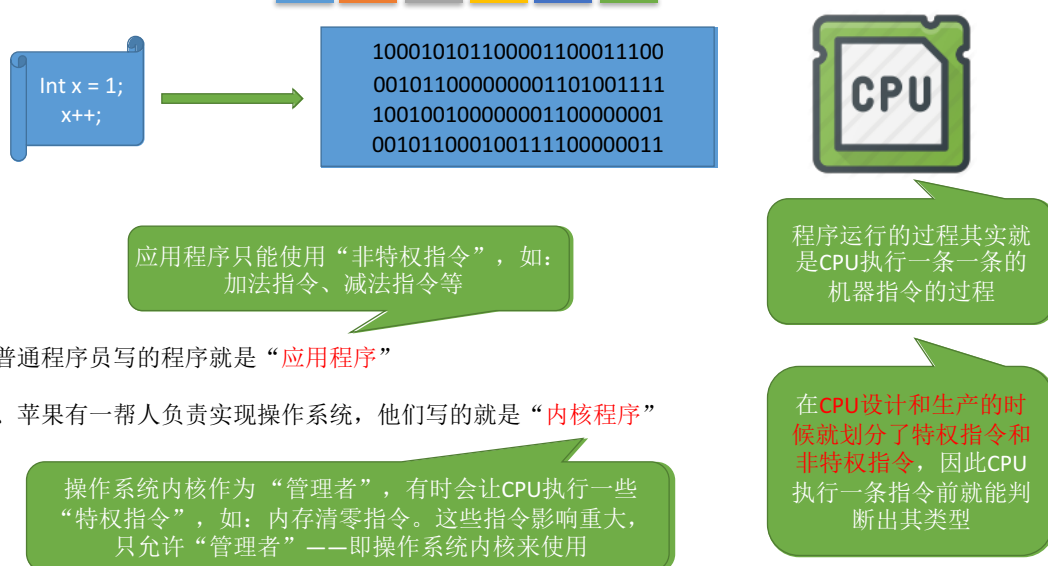 Int x = 1;
x++;
100010101100001100011100
001011000000001101001111
100100100000001100000001
001011000100111100000011
CPU
程序运行的过程其实就
是CPU执行一条一条的
机器指令的过程
应用程序只能使用“非特权指令”，如：
加法指令、减法指令等
普通程序员写的程序就是“应用程序”
、苹果有一帮人负责实现操作系统，他们写的就是“内核程序”
在CPU设计和生产的时
候就划分了特权指令和
非特权指令，因此CPU
执行一条指令前就能判
断出其类型
操作系统内核作为 “管理者”，有时会让CPU执行一些
“特权指令”，如：内存清零指令。这些指令影响重大，
只允许“管理者”——即操作系统内核来使用